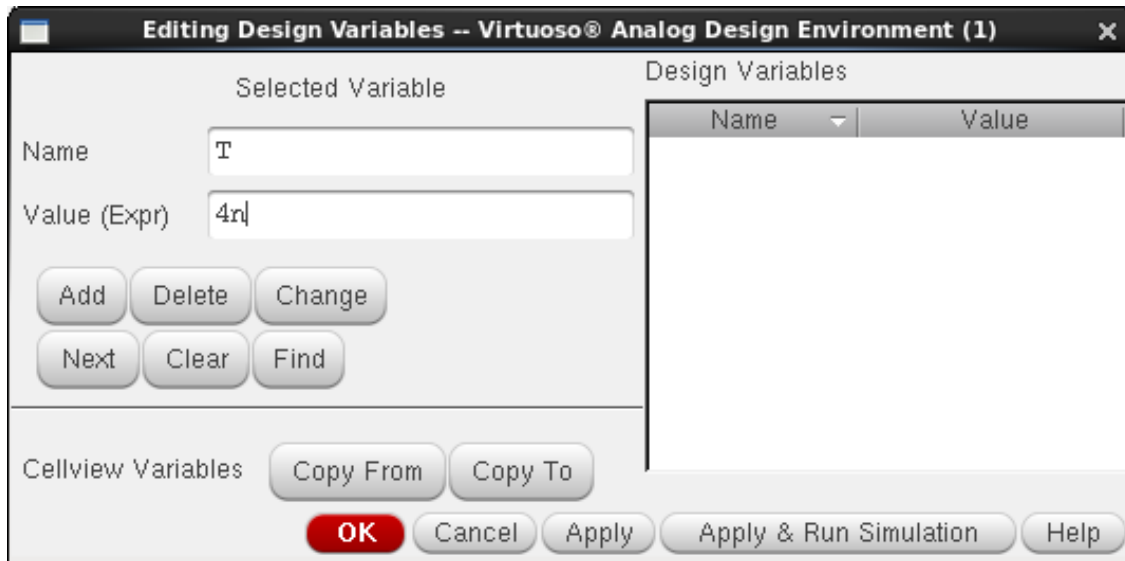 Editing Design Variables -- Virtuoso® Analog Design Environment (1)
Selected Variable
Name T
Value (Expr) 4n
Add Delete Change
Next Clear Find
Cellview Variables Copy From Copy To
Design Variables
Name Value
OK Cancel Apply Apply & Run Simulation Help